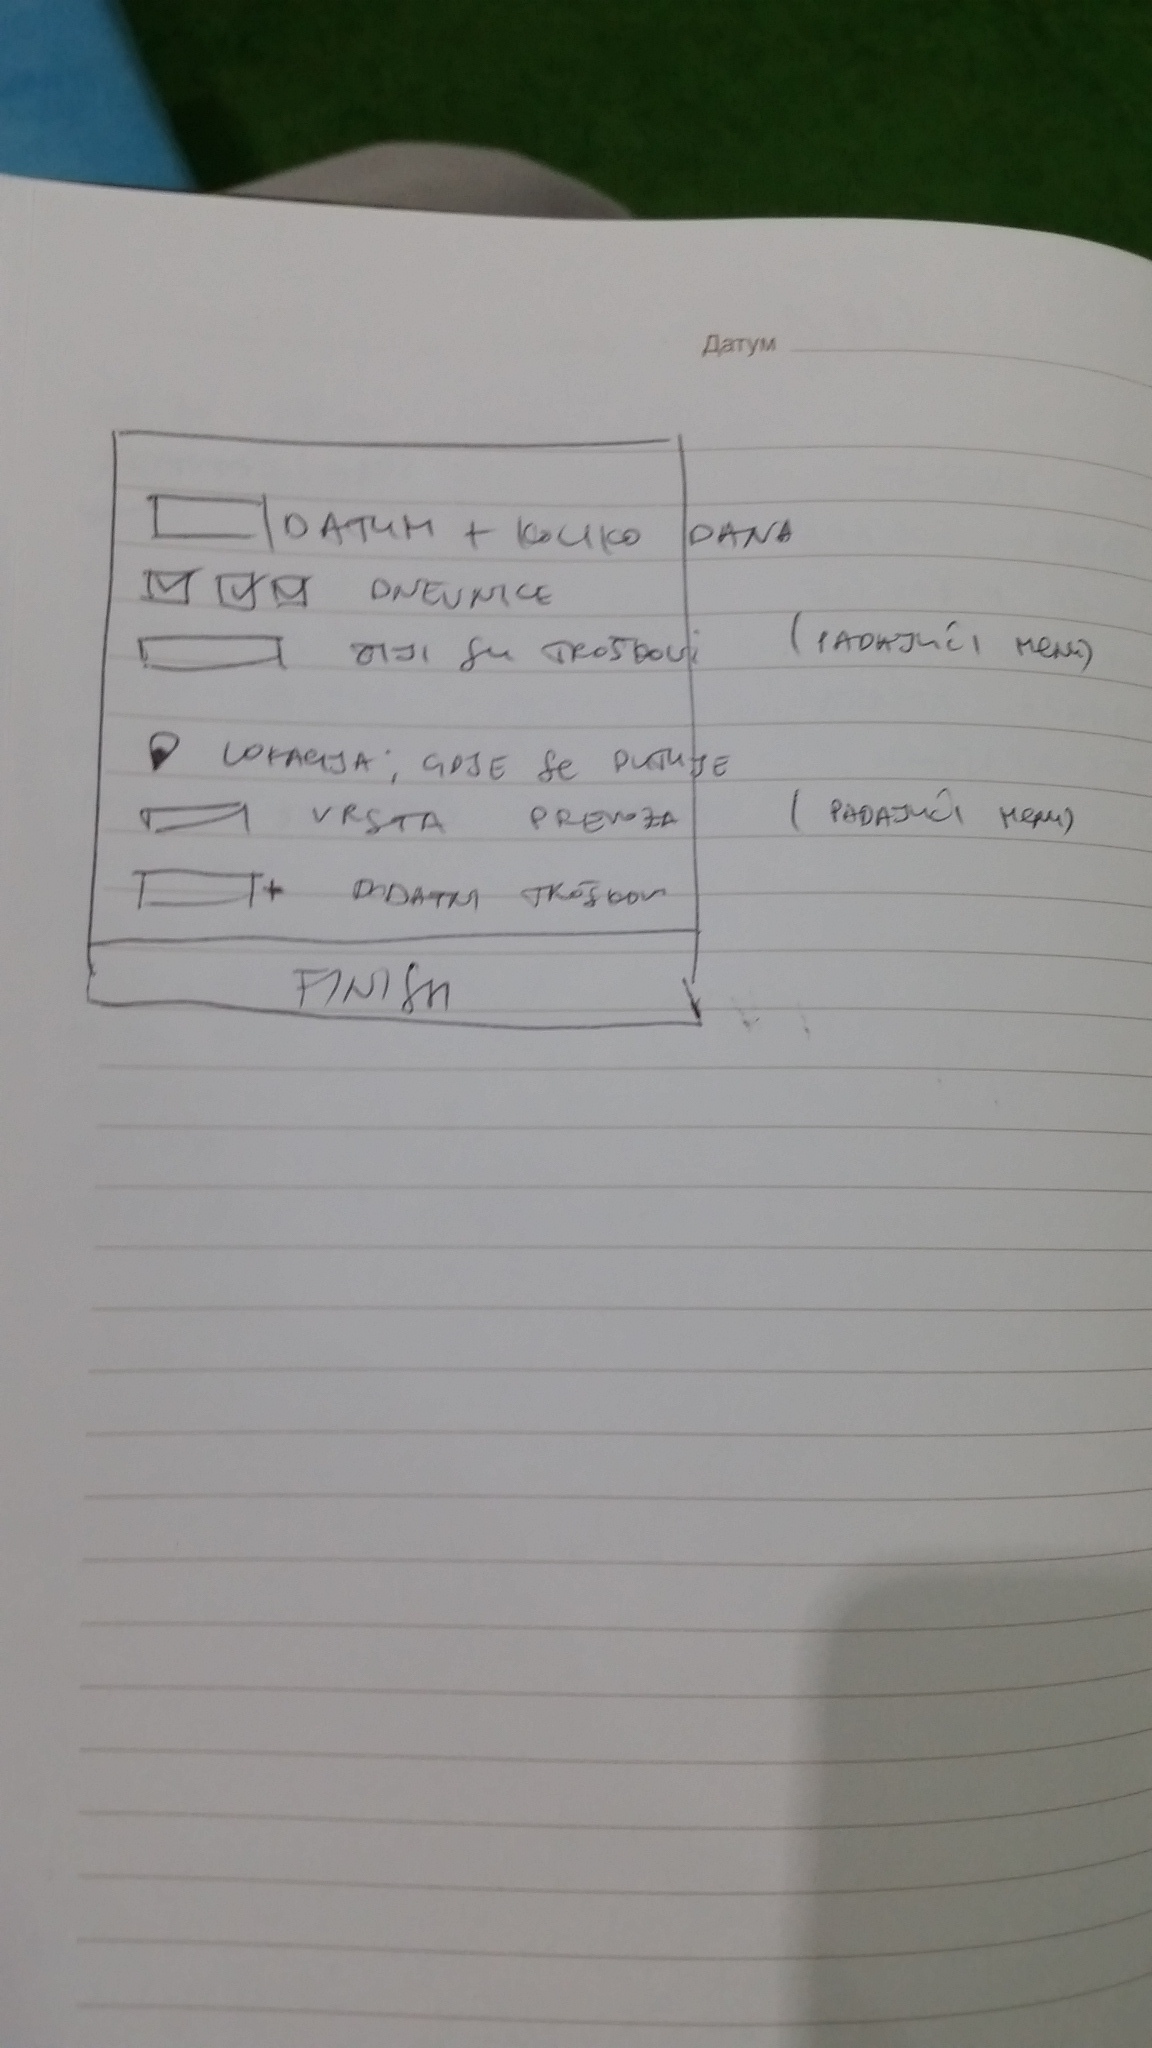 Датум
DATUM + KOLIKO DANA
DNEVNICE
ČIJI SU TROŠKOVI (PADAJUĆI MENI)
LOKACIJA; GDJE SE PUTUJE
VRSTA PREVOZA (PADAJUĆI MENI)
+ DODATNI TROŠKOVI
FINISH